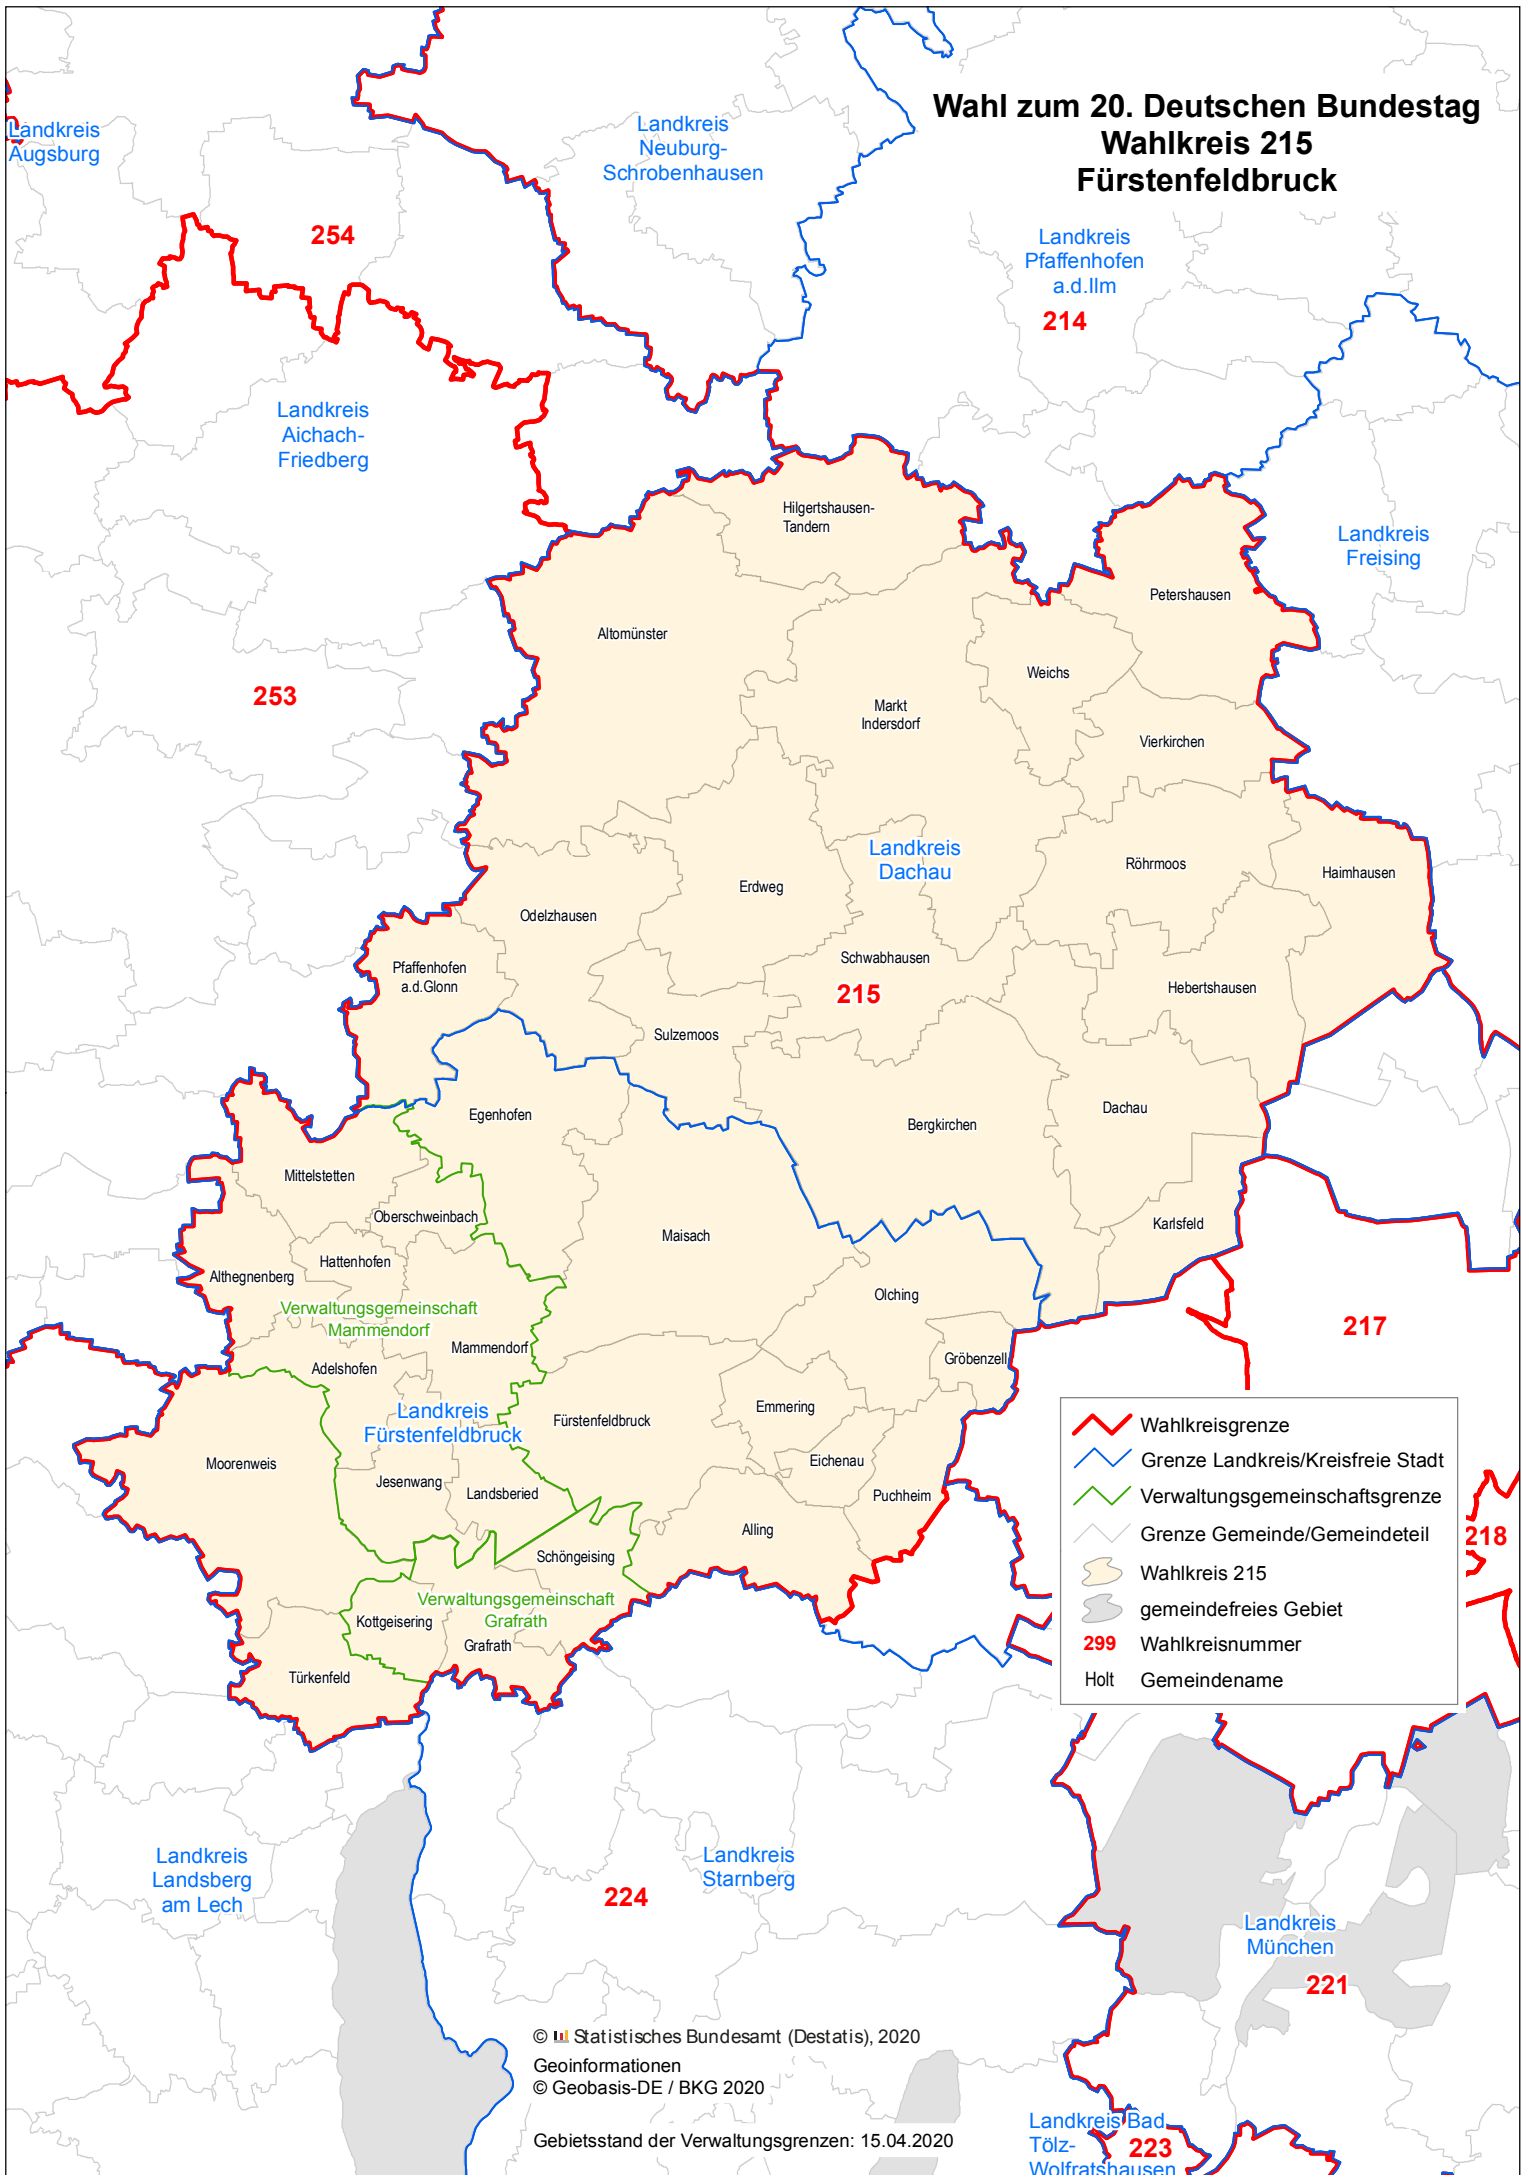 Wahl zum 20. Deutschen Bundestag
Wahlkreis 215
Fürstenfeldbruck
Landkreis
Augsburg
Landkreis
Neuburg-
Schrobenhausen
254
Landkreis
Pfaffenhofen
a.d.Ilm
214
Landkreis
Aichach-
Friedberg
Landkreis
Freising
253
Hilgertshausen-
Tandern
Petershausen
Altomünster
Weichs
Markt
Indersdorf
Vierkirchen
Landkreis
Dachau
Röhrmoos
Haimhausen
Erdweg
Odelzhausen
Schwabhausen
215
Pfaffenhofen
a.d.Glonn
Hebertshausen
Sulzemoos
Egenhofen
Dachau
Bergkirchen
Mittelstetten
Oberschweinbach
Maisach
Karlsfeld
Hattenhofen
Althegnenberg
Olching
Verwaltungsgemeinschaft
Mammendorf
217
Mammendorf
Adelshofen
Gröbenzell
Landkreis
Fürstenfeldbruck
Fürstenfeldbruck
Emmering
Moorenweis
Eichenau
Jesenwang
Landsberied
Puchheim
Alling
Schöngeising
Verwaltungsgemeinschaft
Grafrath
Kottgeisering
Grafrath
Türkenfeld
Wahlkreisgrenze
Grenze Landkreis/Kreisfreie Stadt
Verwaltungsgemeinschaftsgrenze
Grenze Gemeinde/Gemeindeteil
Wahlkreis 215
gemeindefreies Gebiet
299 Wahlkreisnummer
Holt Gemeindename
218
Landkreis
Landsberg
am Lech
Landkreis
Starnberg
224
Landkreis
München
221
© Statistisches Bundesamt (Destatis), 2020
Geoinformationen
© Geobasis-DE / BKG 2020
Gebietsstand der Verwaltungsgrenzen: 15.04.2020
Landkreis Bad
Tölz-
Wolfratshausen
223